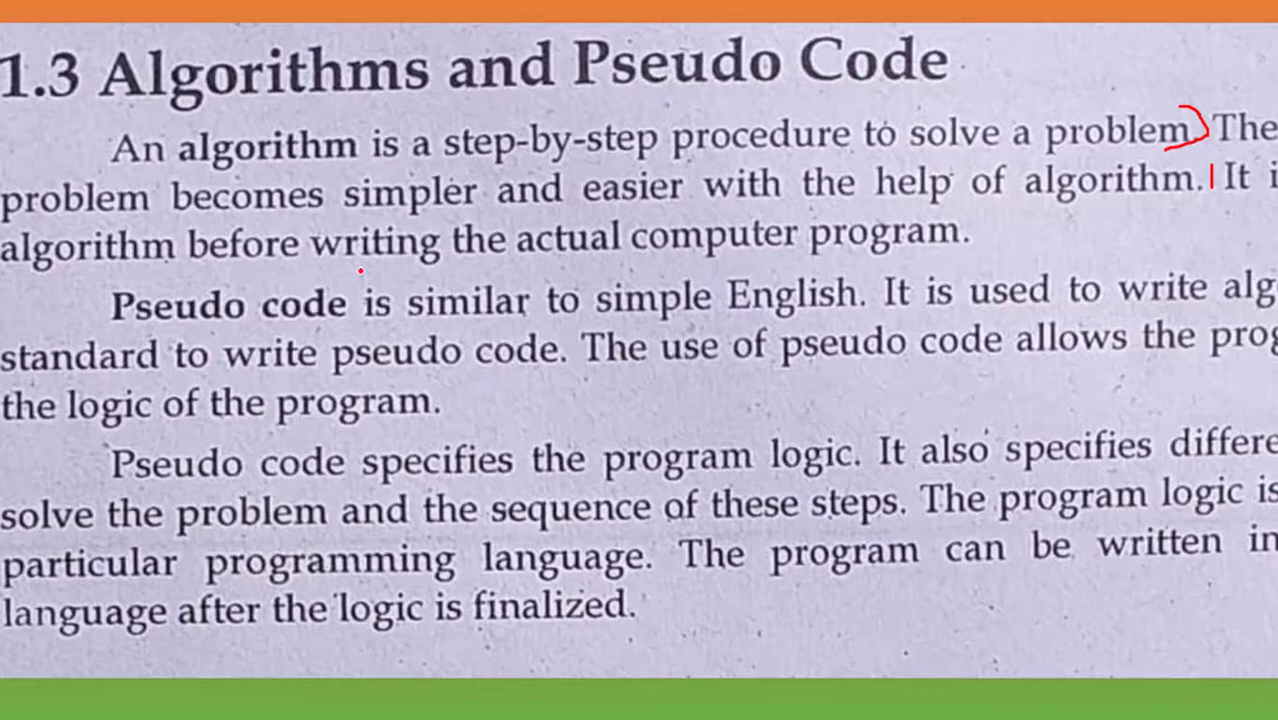 1.3 Algorithms and Pseudo Code
An algorithm is a step-by-step procedure to solve a problem. The
problem becomes simpler and easier with the help of algorithm. It i
algorithm before writing the actual computer program.
Pseudo code is similar to simple English. It is used to write alg
standard to write pseudo code. The use of pseudo code allows the prog
the logic of the program.
Pseudo code specifies the program logic. It also specifies differe
solve the problem and the sequence of these steps. The program logic is
particular programming language. The program can be written in
language after the logic is finalized.